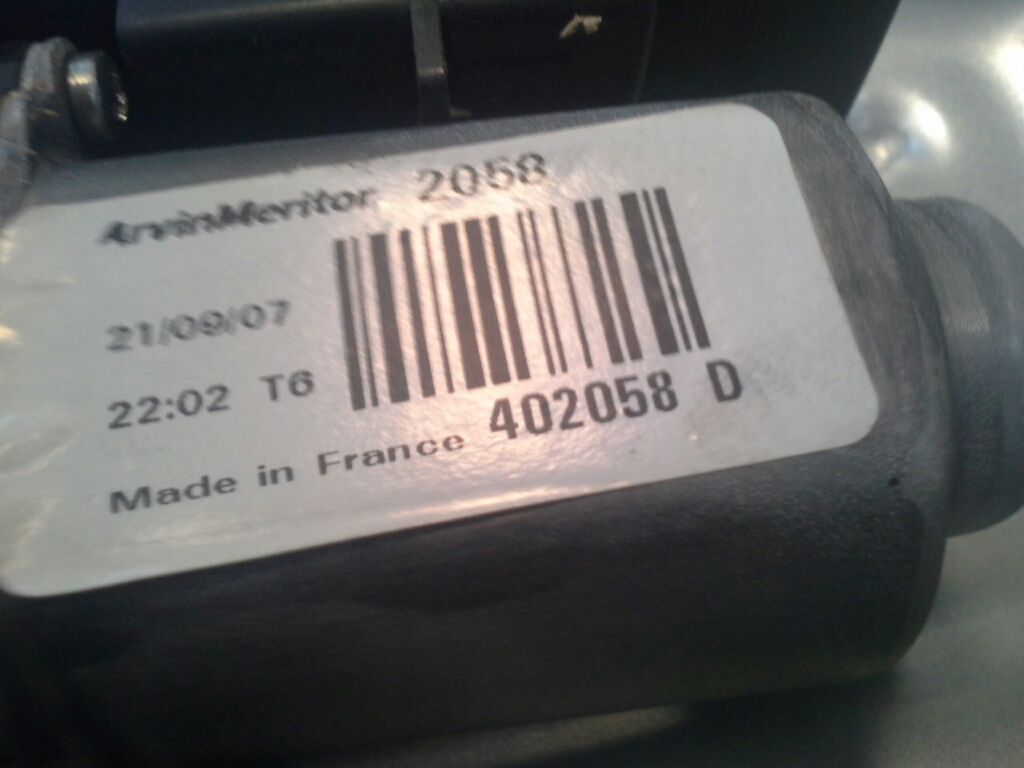 ArvinMeritor 2058
21/09/07
22:02 T6
Made in France 402058 D